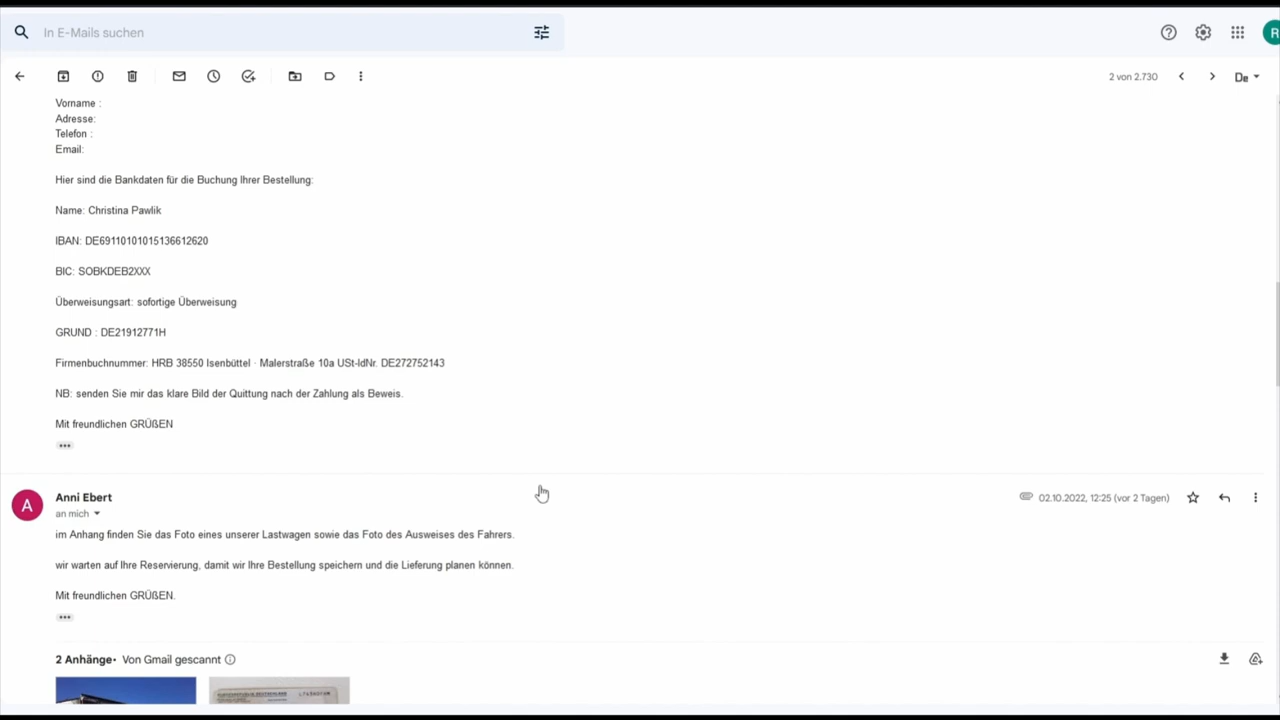 In E-Mails suchen
R
2 von 2.730
De
Vorname :
Adresse:
Telefon :
Email:
Hier sind die Bankdaten für die Buchung Ihrer Bestellung:
Name: Christina Pawlik
IBAN: DE69110101015136612620
BIC: SOBKDEB2XXX
Überweisungsart: sofortige Überweisung
GRUND : DE21912771H
Firmenbuchnummer: HRB 38550 Isenbüttel · Malerstraße 10a USt-IdNr. DE272752143
NB: senden Sie mir das klare Bild der Quittung nach der Zahlung als Beweis.
Mit freundlichen GRÜßEN
A
Anni Ebert
02.10.2022, 12:25 (vor 2 Tagen)
an mich
im Anhang finden Sie das Foto eines unserer Lastwagen sowie das Foto des Ausweises des Fahrers.
wir warten auf Ihre Reservierung, damit wir Ihre Bestellung speichern und die Lieferung planen können.
Mit freundlichen GRÜßEN.
2 Anhänge • Von Gmail gescannt